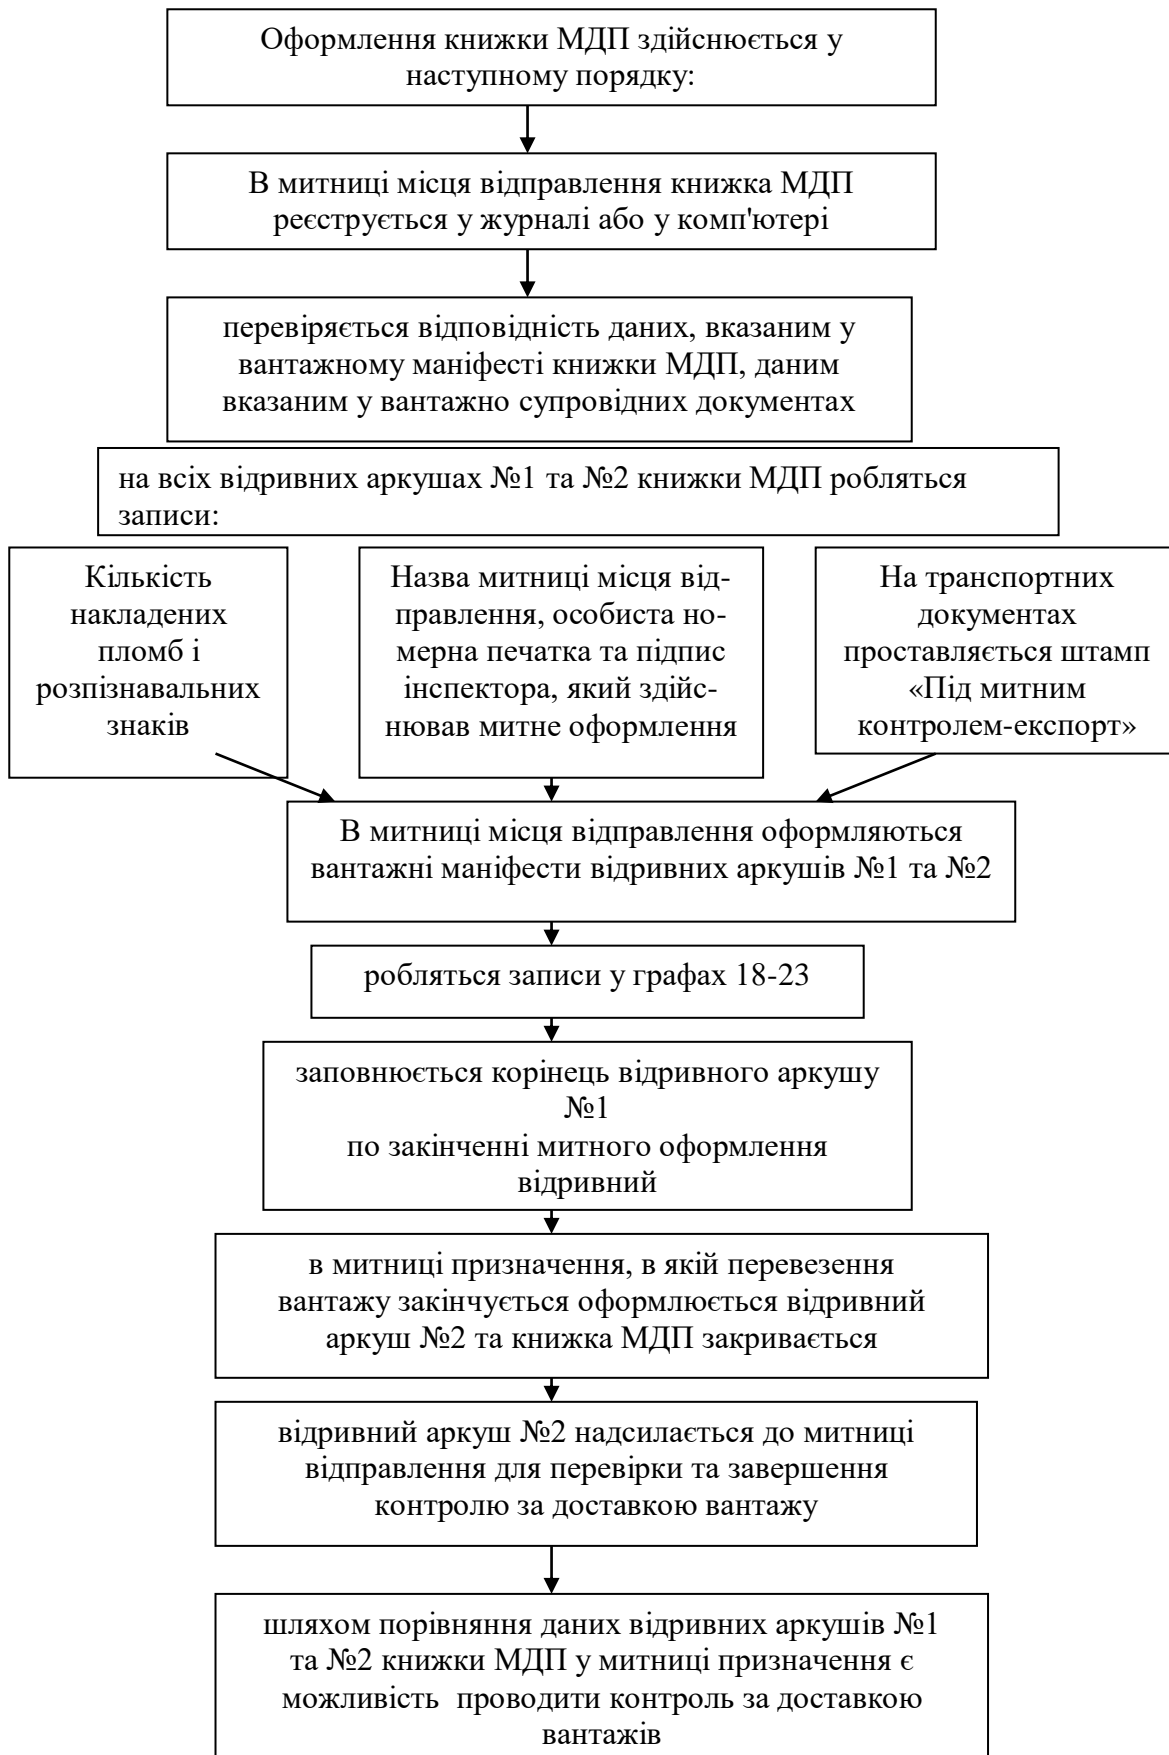 Оформлення книжки МДП здійснюється у
наступному порядку:
В митниці місця відправлення книжка МДП
реєструється у журналі або у комп'ютері
перевіряється відповідність даних, вказаним у
вантажному маніфесті книжки МДП, даним
вказаним у вантажно супровідних документах
на всіх відривних аркушах №1 та №2 книжки МДП робляться
записи:
Кількість
накладених
пломб і
розпізнавальних
знаків
Назва митниці місця від-
правлення, особиста но-
мерна печатка та підпис
інспектора, який здійс-
нював митне оформлення
На транспортних
документах
проставляється штамп
«Під митним
контролем-експорт»
В митниці місця відправлення оформляються
вантажні маніфести відривних аркушів №1 та №2
робляться записи у графах 18-23
заповнюється корінець відривного аркушу
№1
по закінченні митного оформлення
відривний
в митниці призначення, в якій перевезення
вантажу закінчується оформлюється відривний
аркуш №2 та книжка МДП закривається
відривний аркуш №2 надсилається до митниці
відправлення для перевірки та завершення
контролю за доставкою вантажу
шляхом порівняння даних відривних аркушів №1
та №2 книжки МДП у митниці призначення є
можливість  проводити контроль за доставкою
вантажів